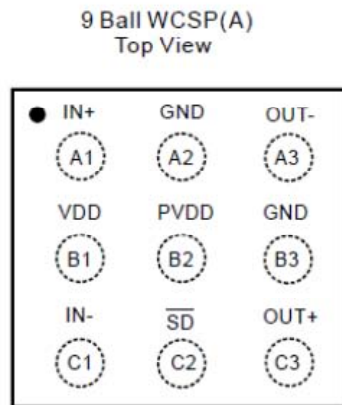 9 Ball WCSP(A)
Top View
IN+ GND OUT-
A1 A2 A3
VDD PVDD GND
B1 B2 B3
IN- S̅D̅ OUT+
C1 C2 C3